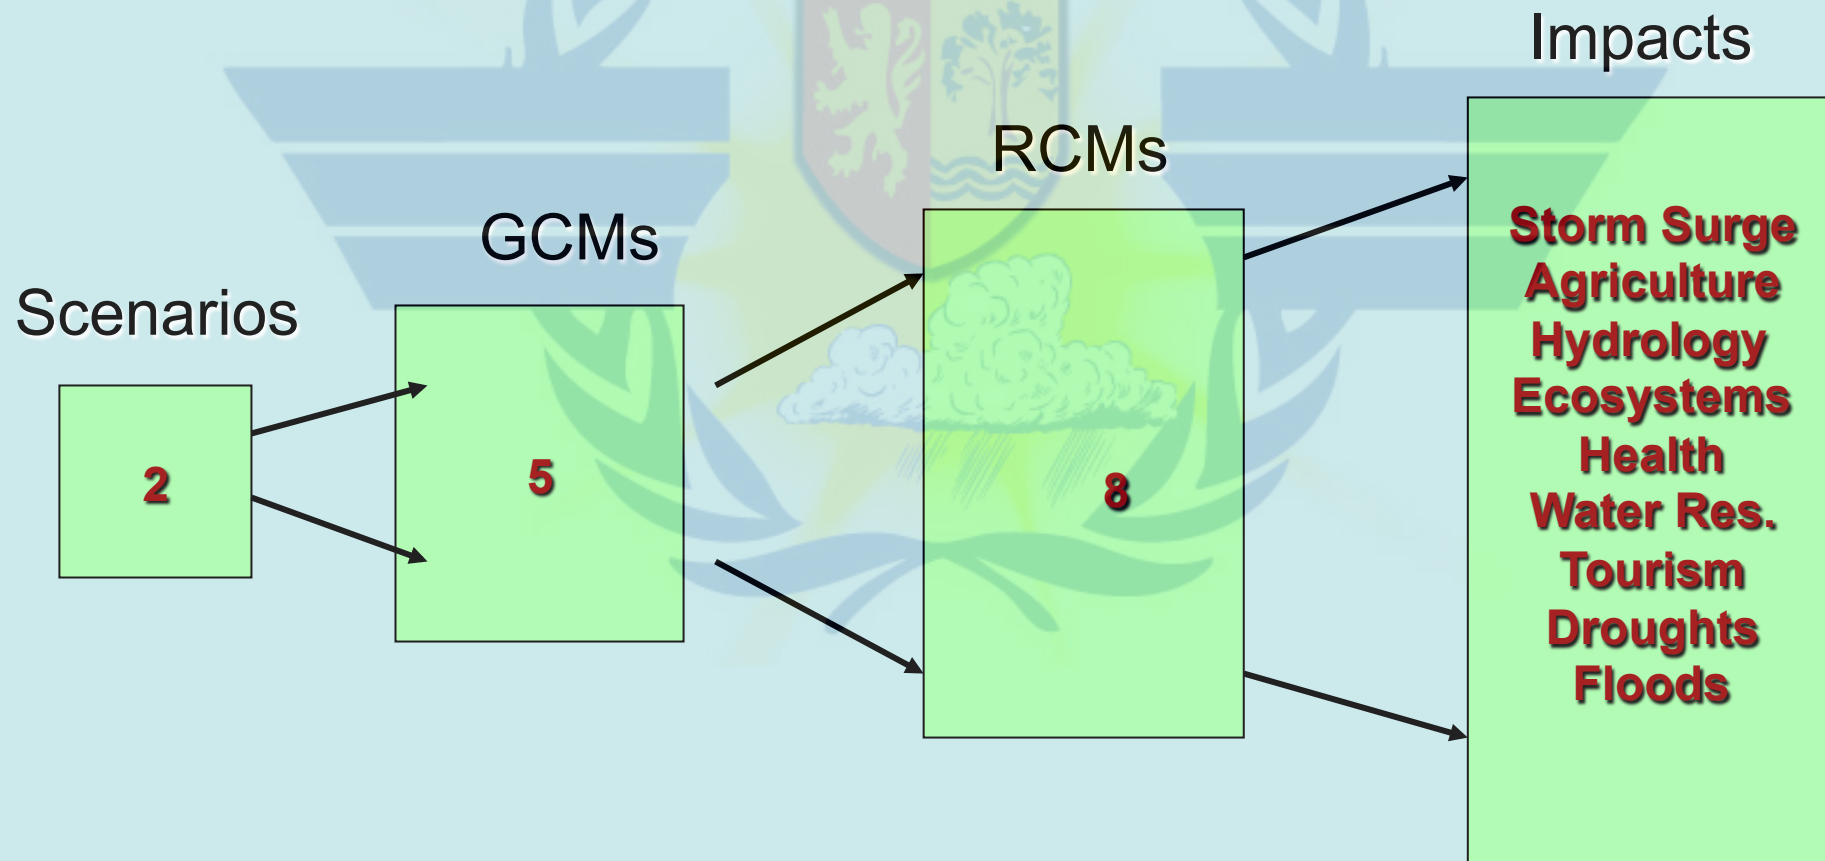 Scenarios
2
GCMs
5
RCMs
8
Impacts
Storm Surge
Agriculture
Hydrology
Ecosystems
Health
Water Res.
Tourism
Droughts
Floods